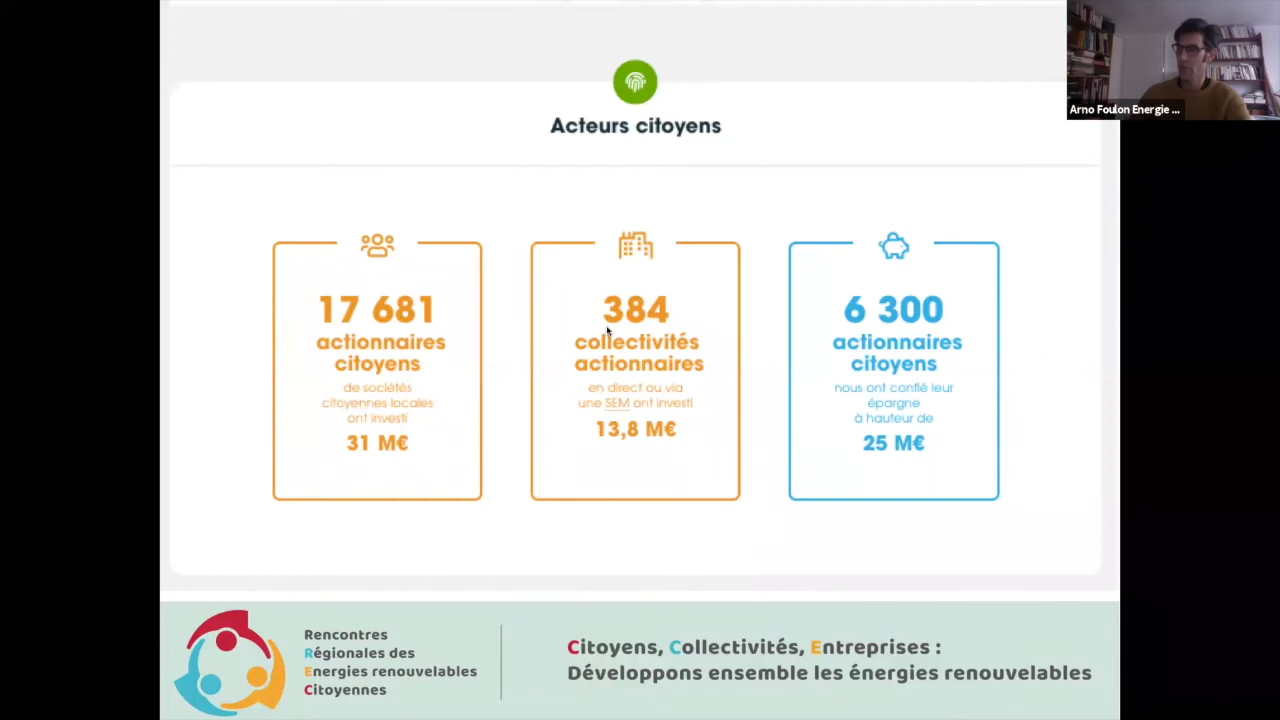 Arno Foulon Energie ...
Acteurs citoyens
17 681
actionnaires
citoyens
de sociétés
citoyennes locales
ont investi
31 M€
384
collectivités
actionnaires
en direct ou via
une SEM ont investi
13,8 M€
6 300
actionnaires
citoyens
nous ont confié leur
épargne
à hauteur de
25 M€
Rencontres
Régionales des
Energies renouvelables
Citoyennes
Citoyens, Collectivités, Entreprises :
Développons ensemble les énergies renouvelables